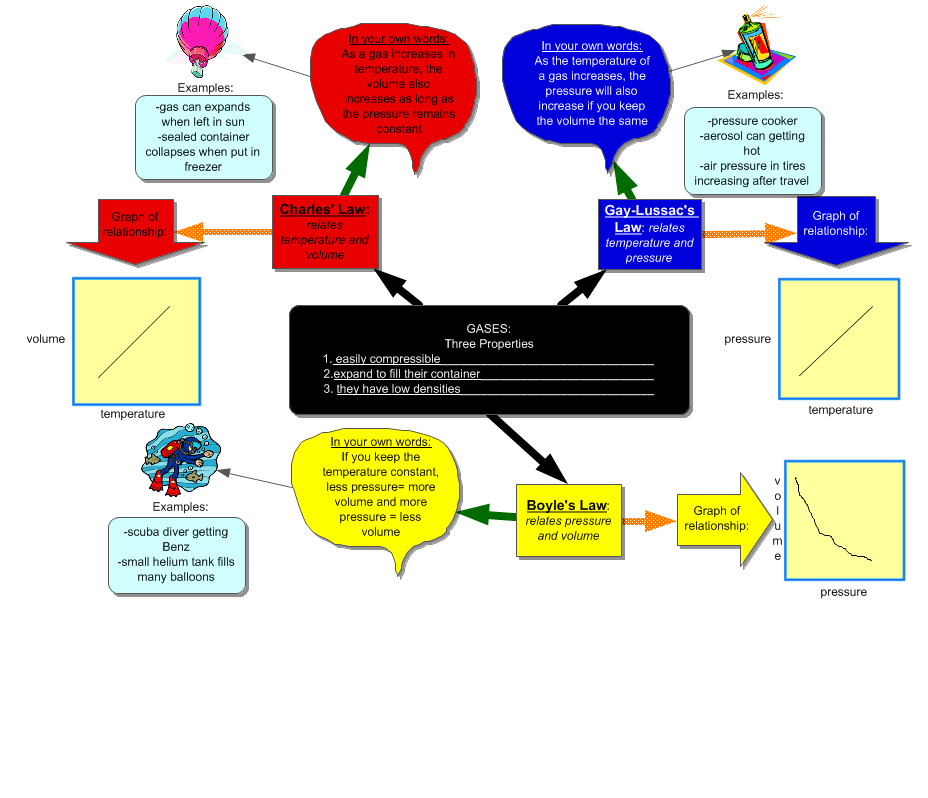 In your own words:
As a gas increases in
temperature, the
volume also
increases as long as
the pressure remains
constant
In your own words:
As the temperature of
a gas increases, the
pressure will also
increase if you keep
the volume the same
Examples:
-gas can expands
when left in sun
-sealed container
collapses when put in
freezer
Examples:
-pressure cooker
-aerosol can getting
hot
-air pressure in tires
increasing after travel
Graph of
relationship:
Charles' Law:
relates
temperature and
volume
Gay-Lussac's
Law: relates
temperature and
pressure
Graph of
relationship:
volume
temperature
GASES:
Three Properties
1. easily compressible
2.expand to fill their container
3. they have low densities
pressure
temperature
In your own words:
If you keep the
temperature constant,
less pressure= more
volume and more
pressure = less
volume
Examples:
-scuba diver getting
Benz
-small helium tank fills
many balloons
Boyle's Law:
relates pressure
and volume
Graph of
relationship:
v
o
l
u
m
e
pressure